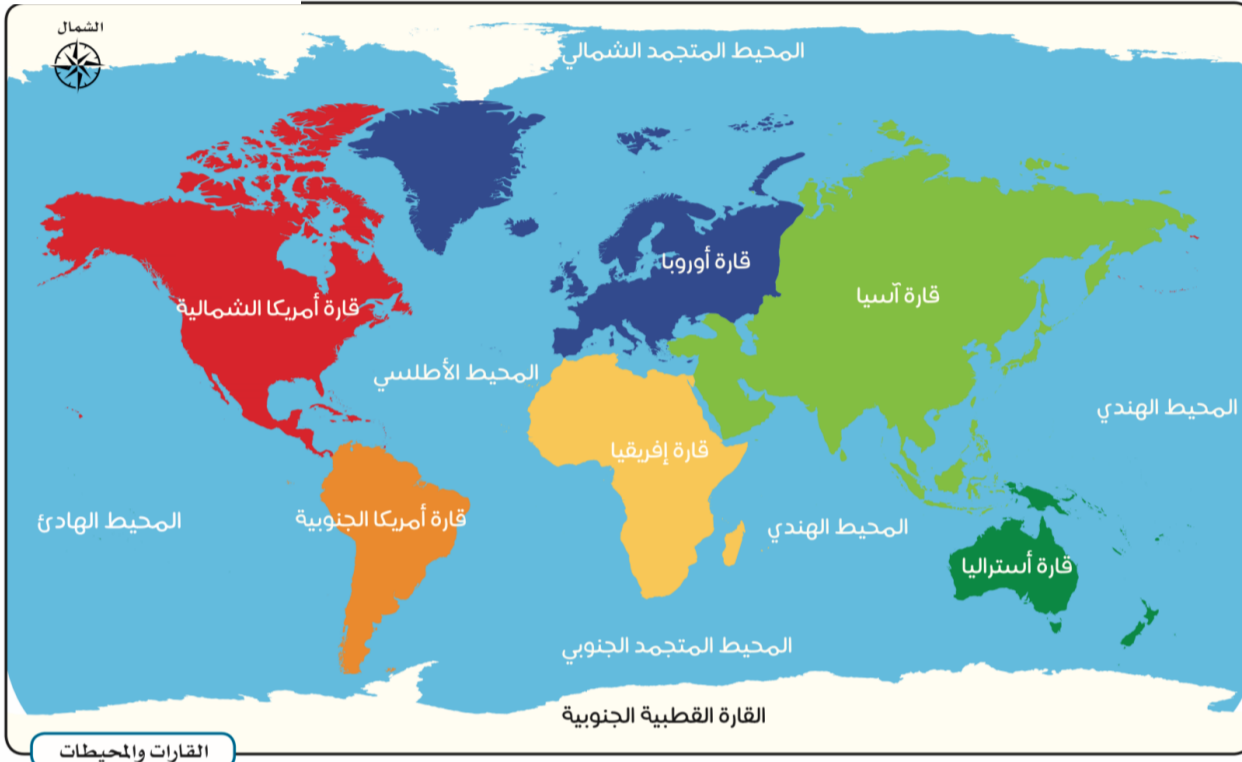 الشمال
المحيط المتجمد الشمالي
قارة أوروبا
قارة آسيا
قارة أمريكا الشمالية
المحيط الأطلسي
المحيط الهندي
قارة إفريقيا
المحيط الهادئ
قارة أمريكا الجنوبية
المحيط الهندي
قارة أستراليا
المحيط المتجمد الجنوبي
القارة القطبية الجنوبية
القارات والمحيطات